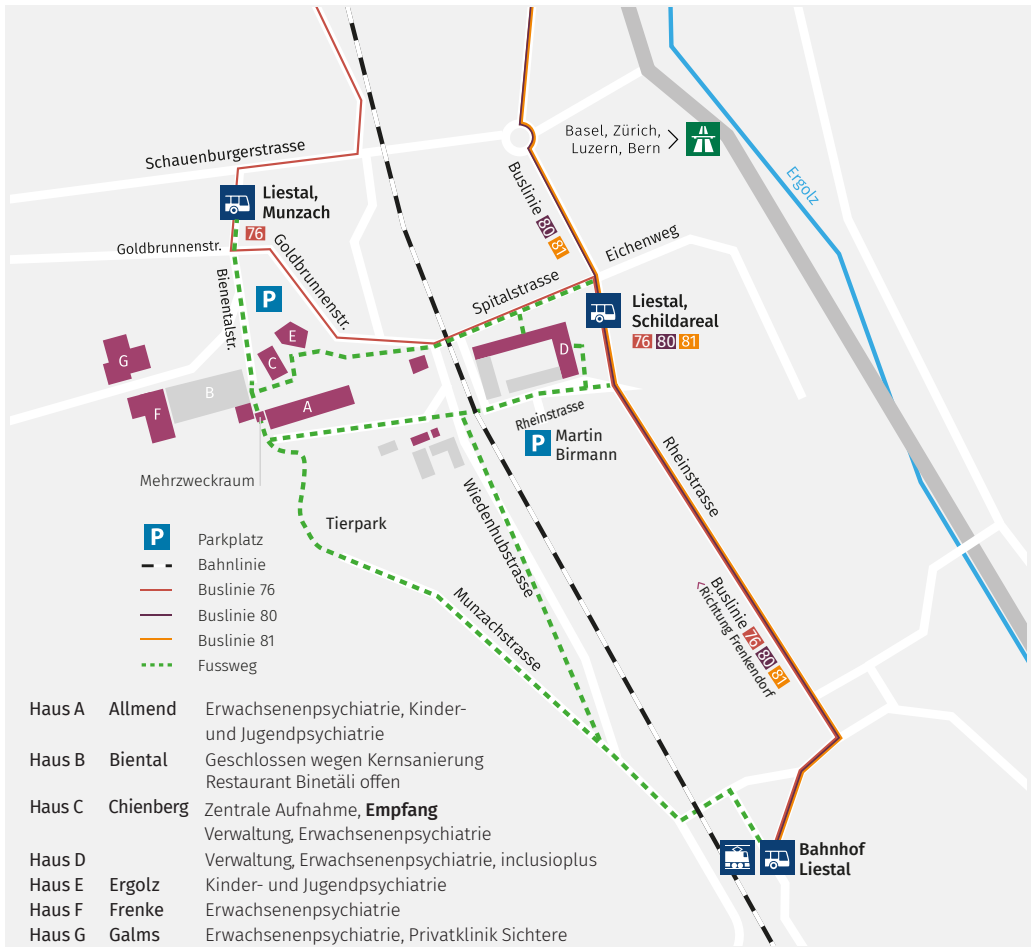 Schauenburgerstrasse
Basel, Zürich,
Luzern, Bern
Ergolz
Liestal,
Munzach
76
Buslinie 80 81
Goldbrunnenstr.
Goldbrunnenstr.
Bienentalstr.
P
Eichenweg
Spitalstrasse
Liestal,
Schildareal
76 80 81
G
E
C
D
B
F
A
Rheinstrasse
P Martin
Birmann
Rheinstrasse
Mehrzweckraum
Wiedenhubstrasse
Tierpark
Munzachstrasse
Buslinie 76 80 81
<Richtung Frenkendorf
P Parkplatz
Bahnlinie
Buslinie 76
Buslinie 80
Buslinie 81
Fussweg
Haus A Allmend Erwachsenenpsychiatrie, Kinder-
und Jugendpsychiatrie
Haus B Biental Geschlossen wegen Kernsanierung
Restaurant Binetäli offen
Haus C Chienberg Zentrale Aufnahme, Empfang
Verwaltung, Erwachsenenpsychiatrie
Haus D Verwaltung, Erwachsenenpsychiatrie, inclusioplus
Haus E Ergolz Kinder- und Jugendpsychiatrie
Haus F Frenke Erwachsenenpsychiatrie
Haus G Galms Erwachsenenpsychiatrie, Privatklinik Sichtere
Bahnhof
Liestal